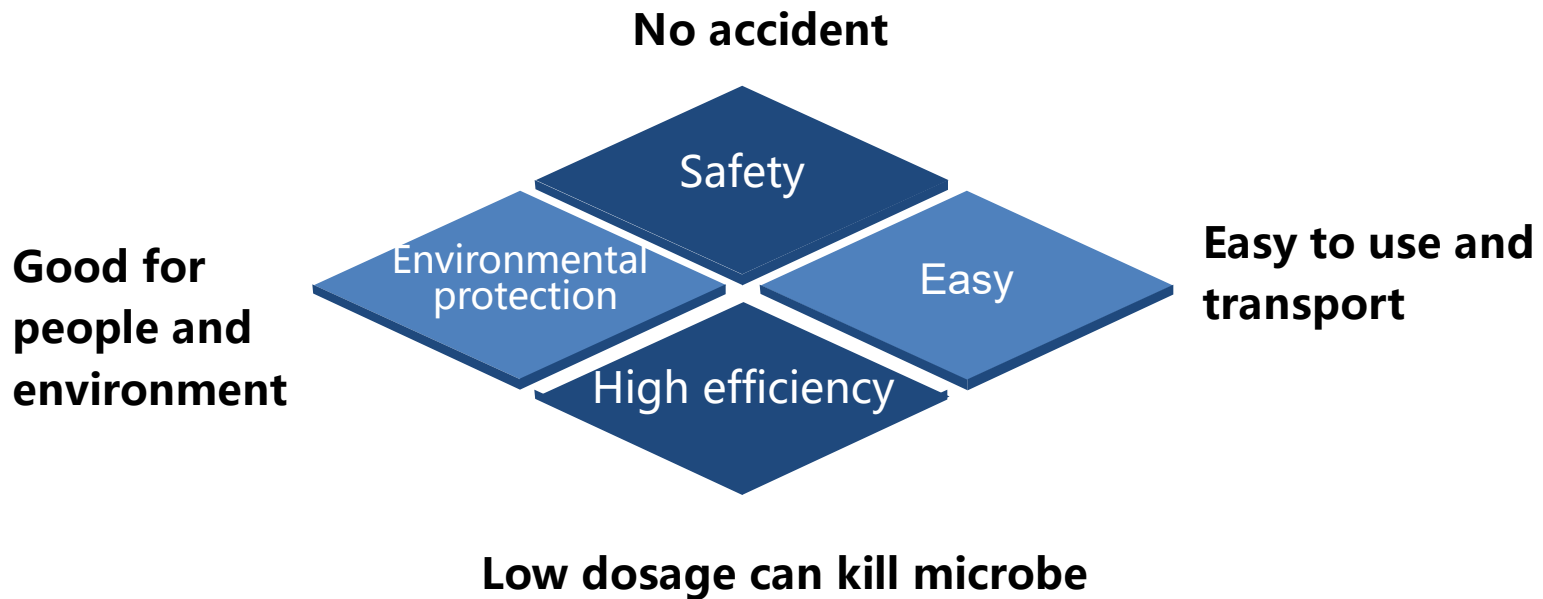 No accident
Safety
Good for
people and
environment
Environmental
protection
Easy
Easy to use and
transport
High efficiency
Low dosage can kill microbe